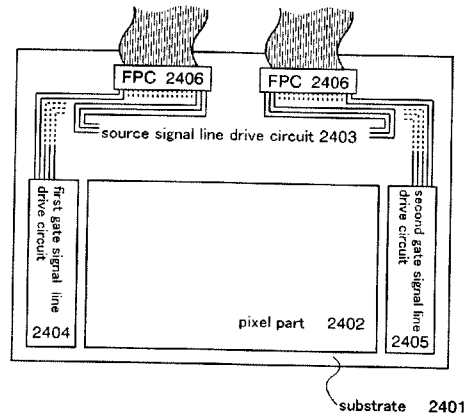 FPC 2406
FPC 2406
source signal line drive circuit 2403
first gate signal line
drive circuit
2404
second gate signal line
drive circuit
2405
pixel part 2402
substrate 2401